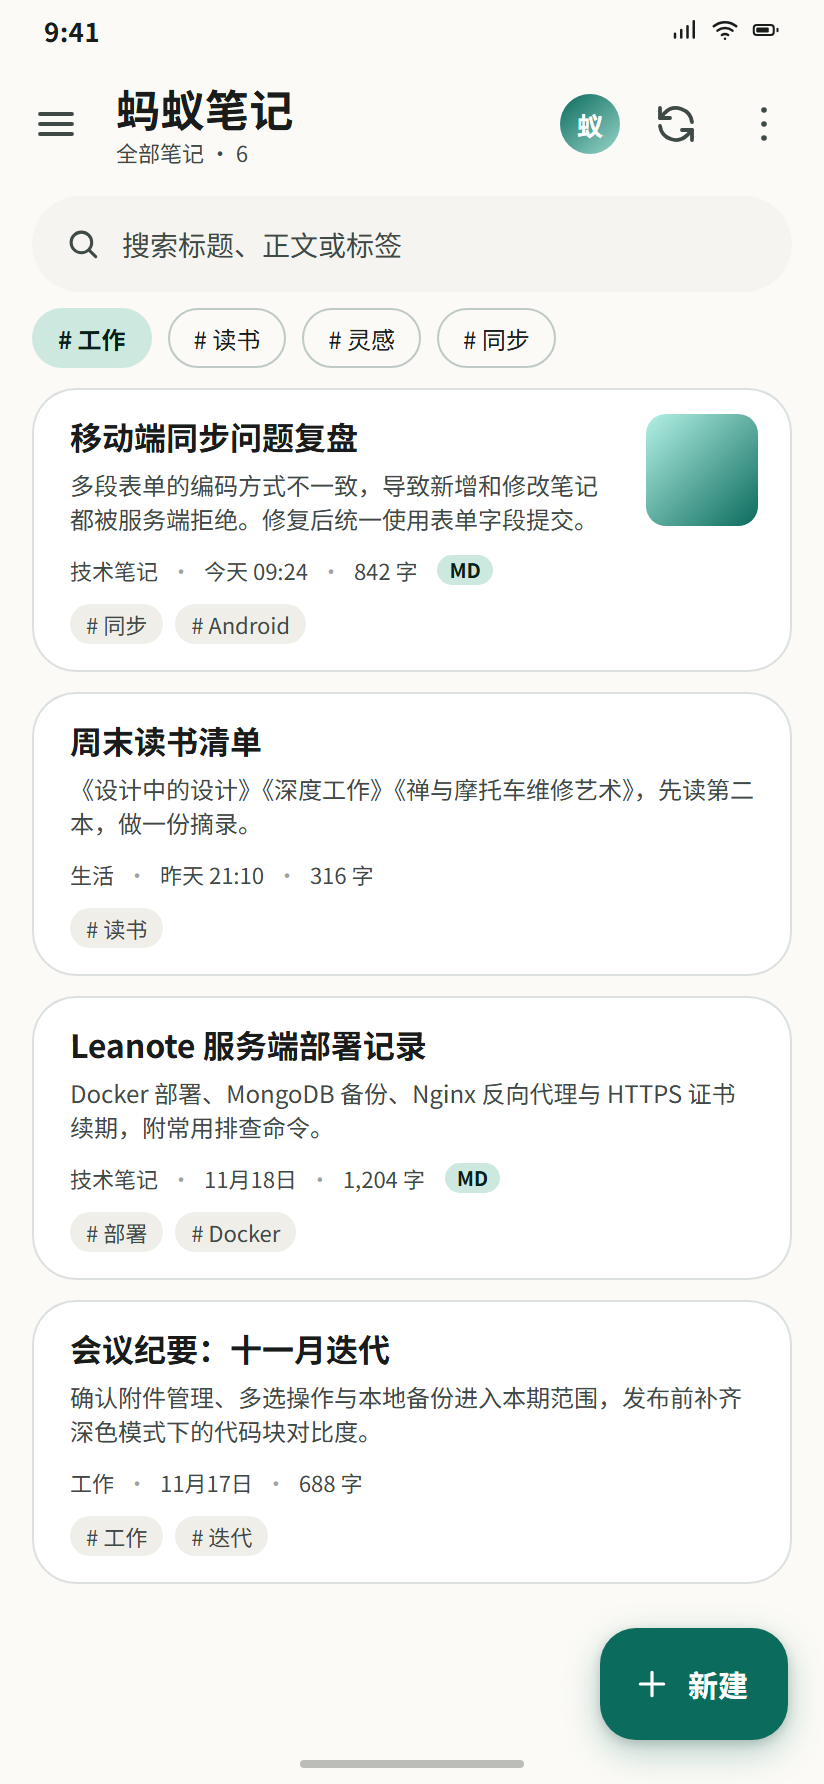 9:41
蚂蚁笔记
全部笔记 · 6
蚁
搜索标题、正文或标签
# 工作 # 读书 # 灵感 # 同步
移动端同步问题复盘
多段表单的编码方式不一致，导致新增和修改笔记
都被服务端拒绝。修复后统一使用表单字段提交。
技术笔记 · 今天 09:24 · 842 字 MD
# 同步 # Android
周末读书清单
《设计中的设计》《深度工作》《禅与摩托车维修艺术》，先读第二
本，做一份摘录。
生活 · 昨天 21:10 · 316 字
# 读书
Leanote 服务端部署记录
Docker 部署、MongoDB 备份、Nginx 反向代理与 HTTPS 证书
续期，附常用排查命令。
技术笔记 · 11月18日 · 1,204 字 MD
# 部署 # Docker
会议纪要：十一月迭代
确认附件管理、多选操作与本地备份进入本期范围，发布前补齐
深色模式下的代码块对比度。
工作 · 11月17日 · 688 字
# 工作 # 迭代
新建